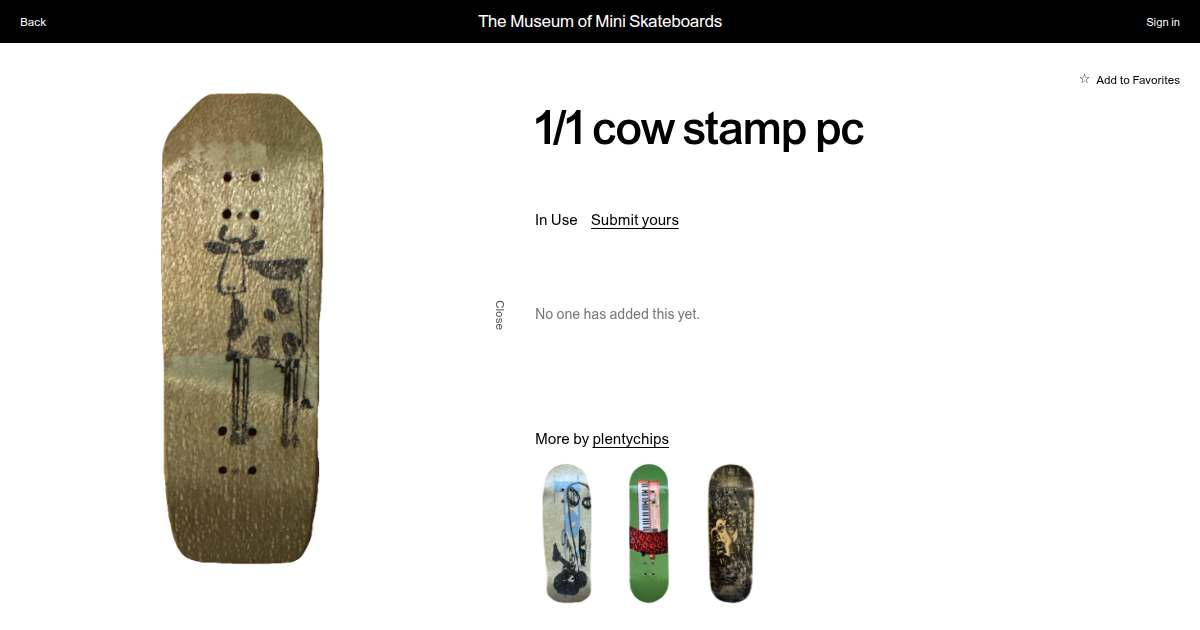 Back
The Museum of Mini Skateboards
Sign in
☆ Add to Favorites
1/1 cow stamp pc
In Use Submit yours
Close
No one has added this yet.
More by plentychips